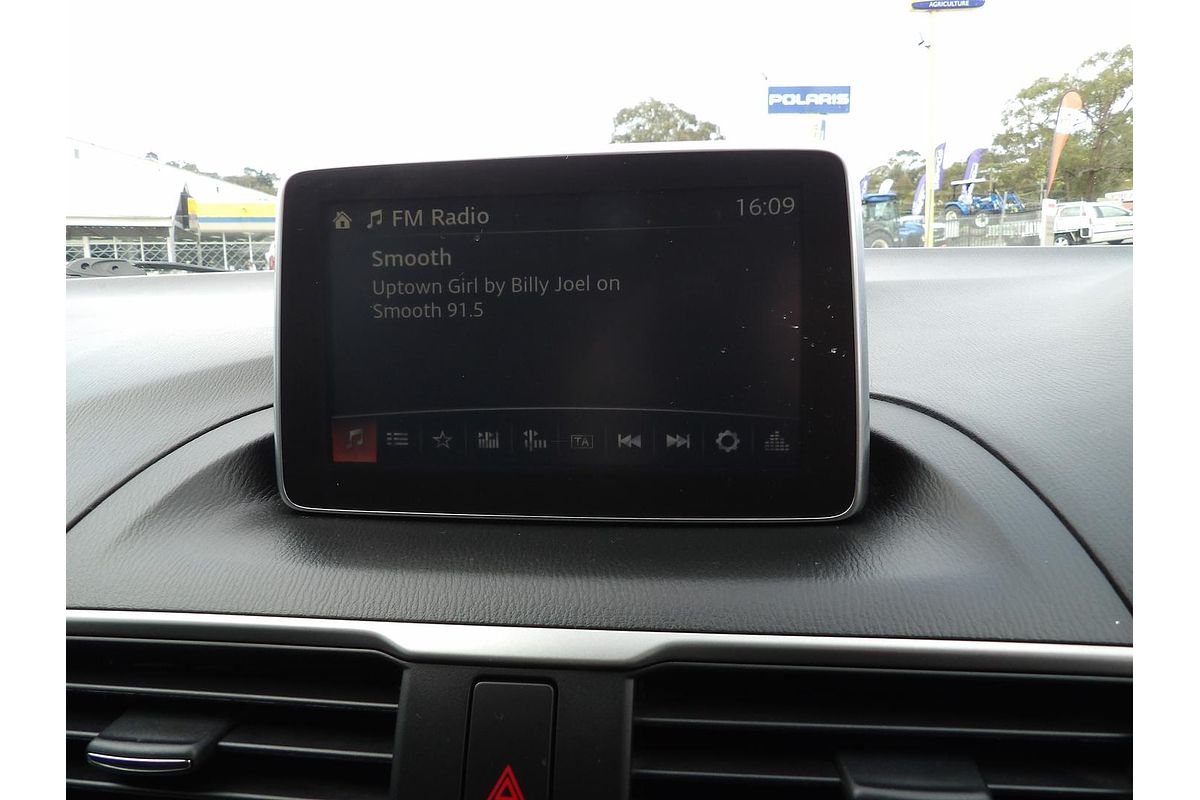 AGRICULTURE
POLARIS
FM Radio
16:09
Smooth
Uptown Girl by Billy Joel on
Smooth 91.5
TA